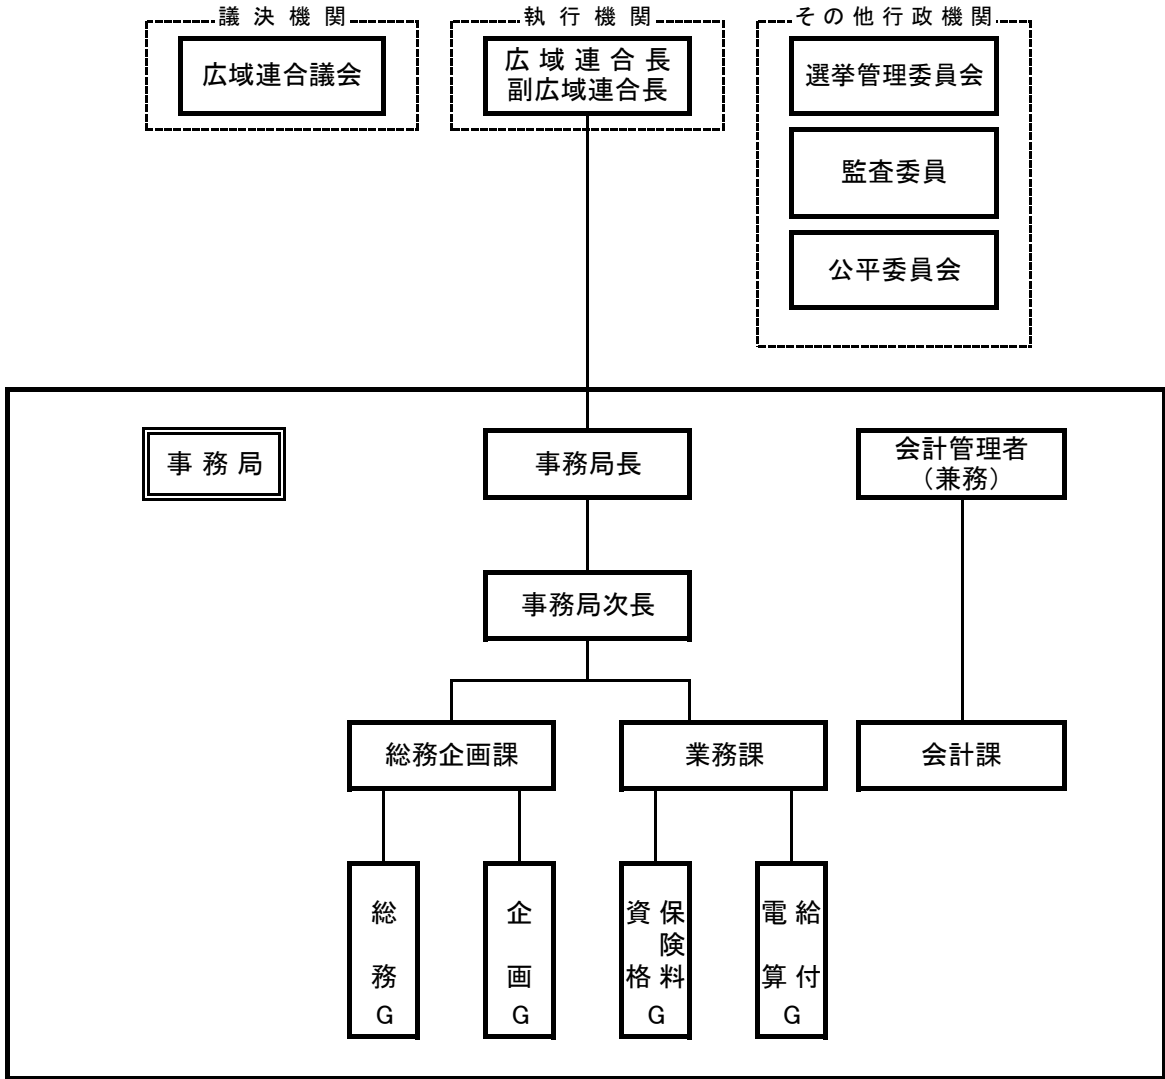 議決機関
執行機関
その他行政機関
広域連合議会
広域連合長
副広域連合長
選挙管理委員会
監査委員
公平委員会
事務局
事務局長
会計管理者
（兼務）
事務局次長
総務企画課
業務課
会計課
総務G
企画G
保険料
資格
G
給付
電算
G